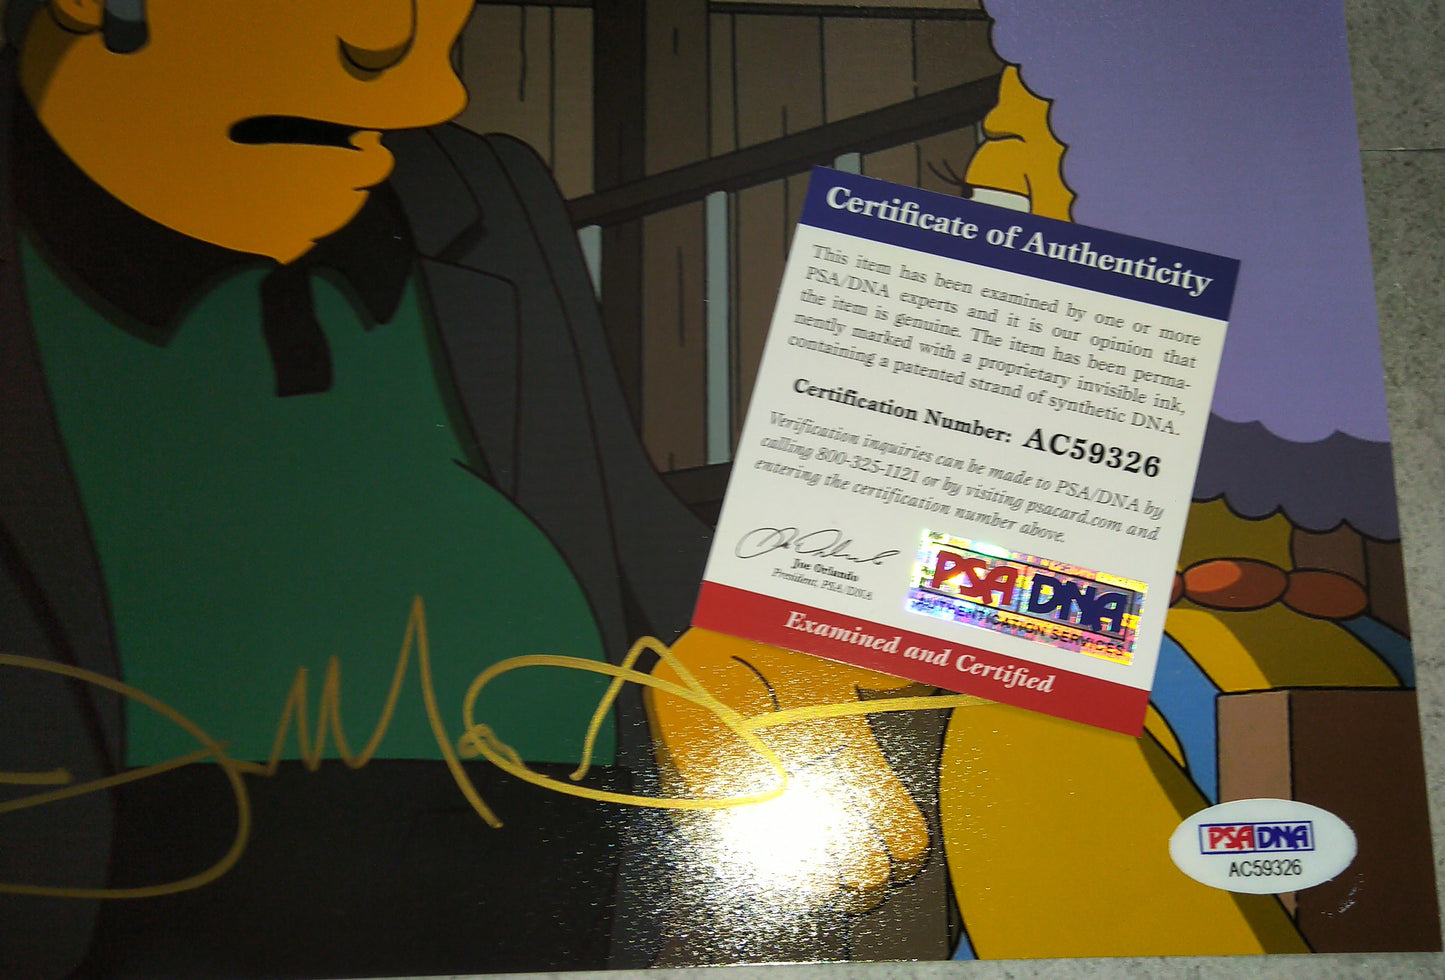 Certificate of Authenticity
This item has been examined by one or more
PSA/DNA experts and it is our opinion that
the item is genuine. The item has been perma-
nently marked with a proprietary invisible ink,
containing a patented strand of synthetic DNA.
Certification Number: AC59326
Verification inquiries can be made to PSA/DNA by
calling 800-325-1121 or by visiting psacard.com and
entering the certification number above.
Joe Orlando
President, PSA/DNA
PSA DNA
AUTHENTICATION SERVICES
Examined and Certified
PSA DNA
AC59326